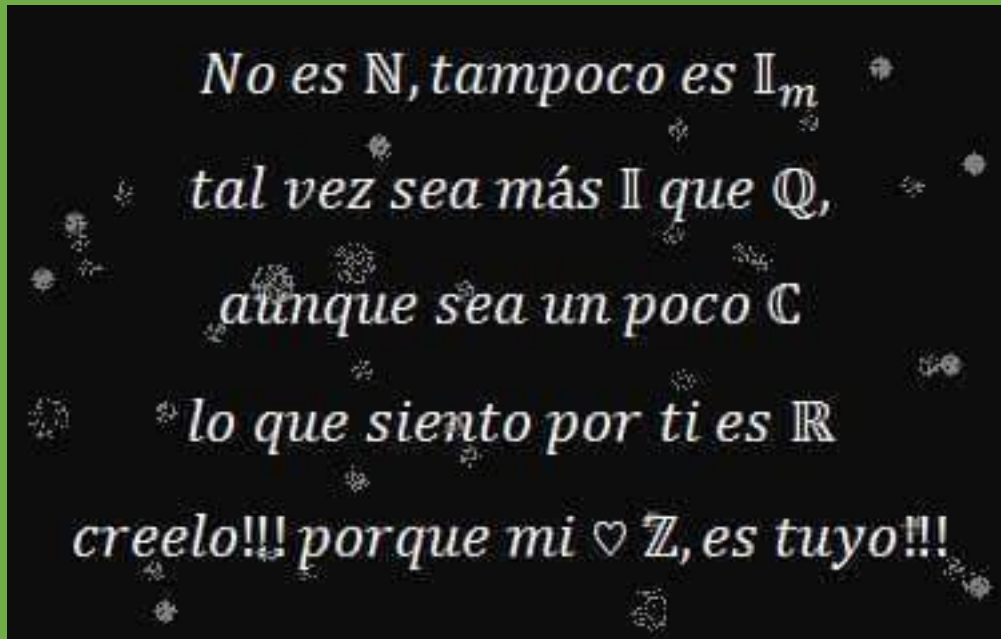 No es ℕ, tampoco es 𝕀ₘ
tal vez sea más 𝕀 que ℚ,
aunque sea un poco ℂ
lo que siento por ti es ℝ
creelo!!! porque mi ♡ ℤ, es tuyo!!!